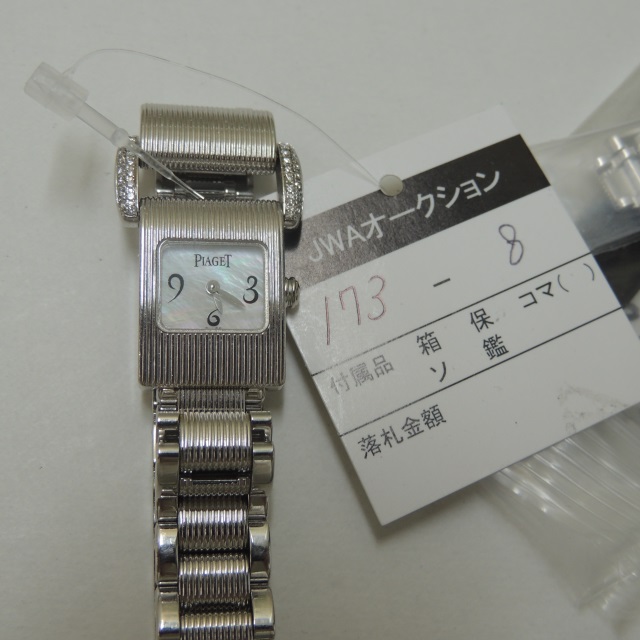 PIAGET
9 3
6
JWAオークション
173 - 8
付属品 箱 保 コマ( )
ソ 鑑
落札金額